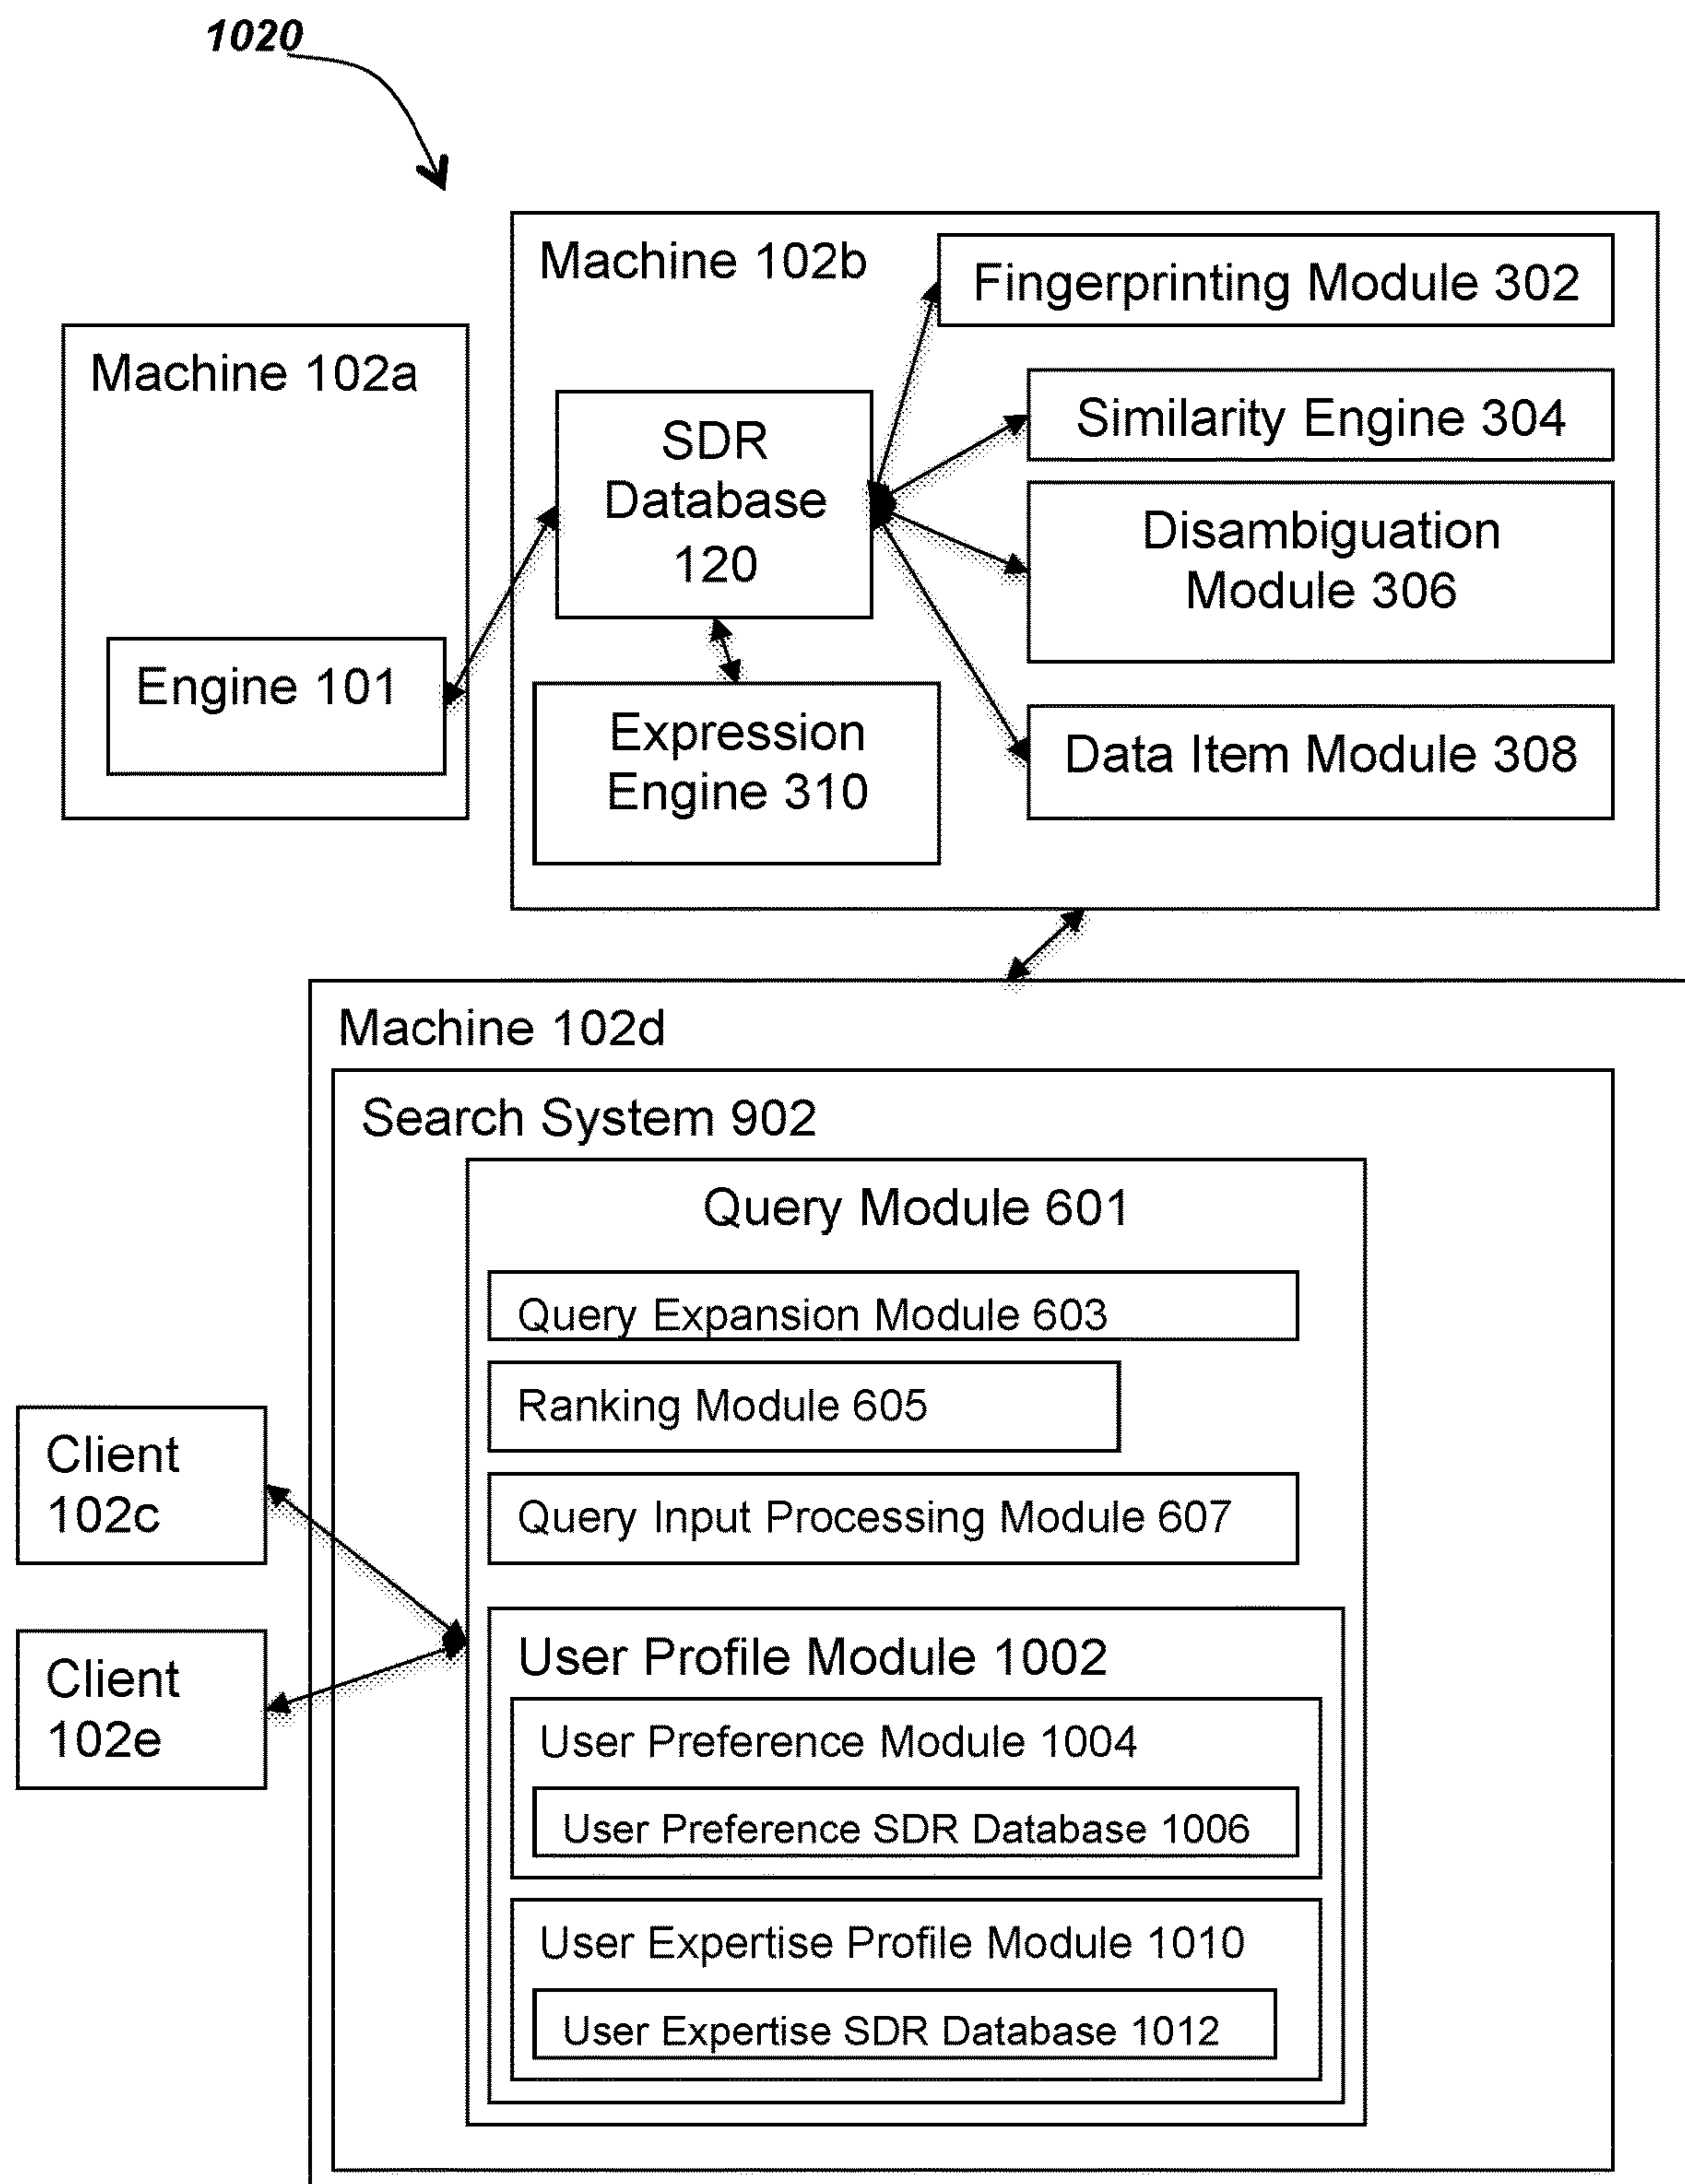 1020
Machine 102b
Fingerprinting Module 302
Machine 102a
Similarity Engine 304
SDR
Database
120
Disambiguation
Module 306
Engine 101
Expression
Engine 310
Data Item Module 308
Machine 102d
Search System 902
Query Module 601
Query Expansion Module 603
Ranking Module 605
Query Input Processing Module 607
Client
102c
Client
102e
User Profile Module 1002
User Preference Module 1004
User Preference SDR Database 1006
User Expertise Profile Module 1010
User Expertise SDR Database 1012